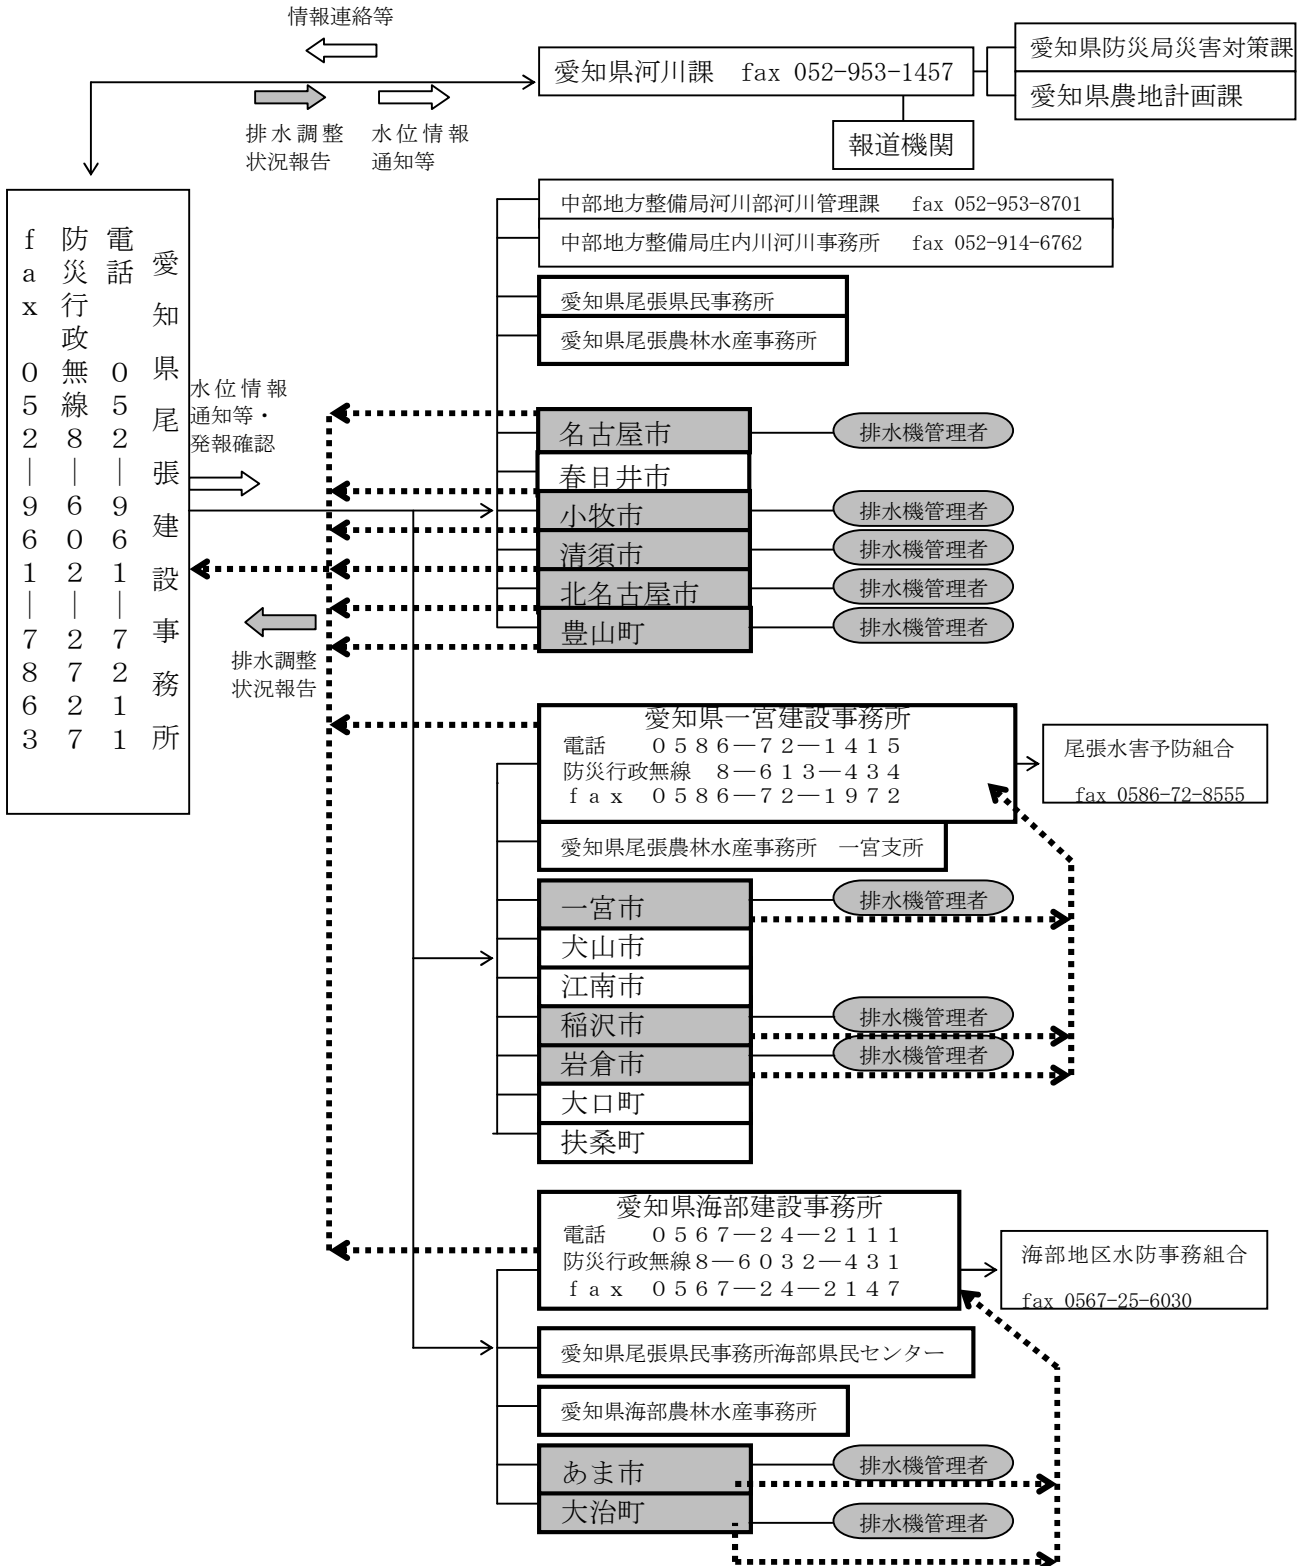 情報連絡等
愛知県河川課　fax 052-953-1457
愛知県防災局災害対策課
愛知県農地計画課
報道機関
排水調整
状況報告
水位情報
通知等
愛知県尾張建設事務所
電話　０５２―９６１―７２１１
防災行政無線８―６０２―２７２７
ｆａｘ　０５２―９６１―７８６３
水位情報
通知等・
発報確認
排水調整
状況報告
中部地方整備局河川部河川管理課　fax 052-953-8701
中部地方整備局庄内川河川事務所　fax 052-914-6762
愛知県尾張県民事務所
愛知県尾張農林水産事務所
名古屋市
排水機管理者
春日井市
小牧市
排水機管理者
清須市
排水機管理者
北名古屋市
排水機管理者
豊山町
排水機管理者
愛知県一宮建設事務所
電話　０５８６―７２―１４１５
防災行政無線　８―６１３―４３４
ｆａｘ　０５８６―７２―１９７２
尾張水害予防組合
fax 0586-72-8555
愛知県尾張農林水産事務所　一宮支所
一宮市
排水機管理者
犬山市
江南市
稲沢市
排水機管理者
岩倉市
排水機管理者
大口町
扶桑町
愛知県海部建設事務所
電話　０５６７―２４―２１１１
防災行政無線８―６０３２―４３１
ｆａｘ　０５６７―２４―２１４７
海部地区水防事務組合
fax 0567-25-6030
愛知県尾張県民事務所海部県民センター
愛知県海部農林水産事務所
あま市
排水機管理者
大治町
排水機管理者